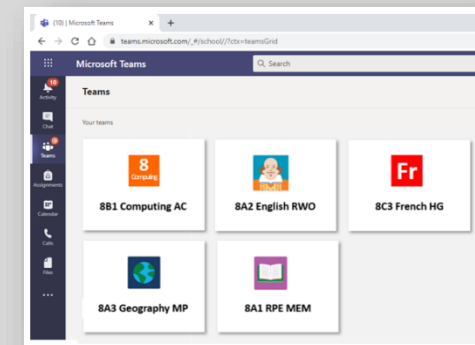 (10) | Microsoft Teams
teams.microsoft.com/_#/school//?ctx=teamsGrid
Microsoft Teams
Search
Activity
Teams
Chat
Your teams
Teams
Assignments
Calendar
Calls
Files
8
Computing
8B1 Computing AC
8A2 English RWO
Fr
8C3 French HG
8A3 Geography MP
8A1 RPE MEM